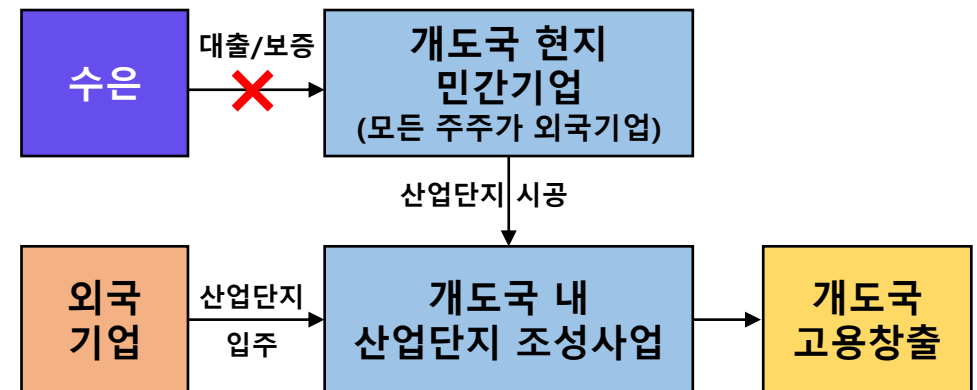 수은
대출/보증
개도국 현지
민간기업
(모든 주주가 외국기업)
산업단지 시공
외국
기업
산업단지
입주
개도국 내
산업단지 조성사업
개도국
고용창출